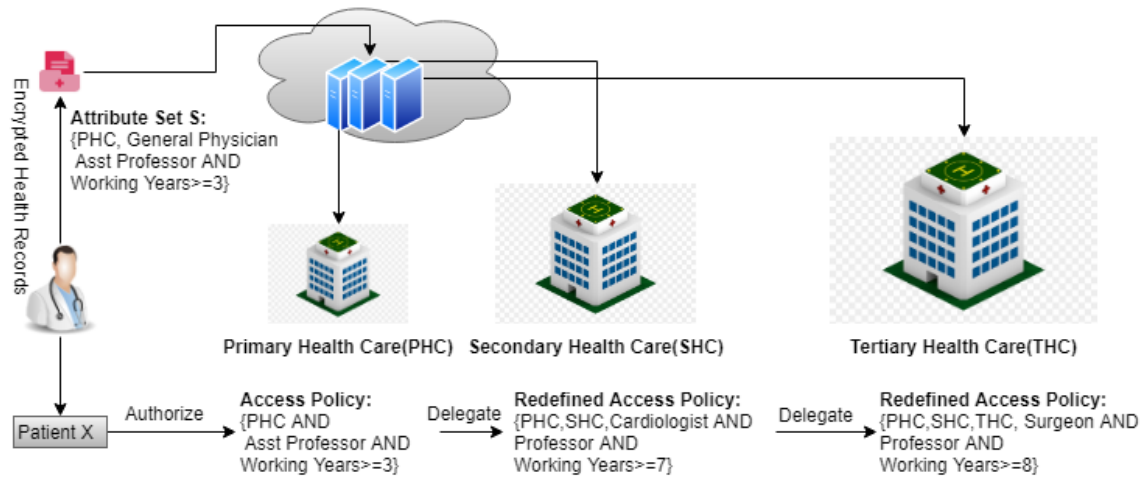 Encrypted Health Records
Attribute Set S:
{PHC, General Physician
Asst Professor AND
Working Years>=3}
Primary Health Care(PHC)
Secondary Health Care(SHC)
Tertiary Health Care(THC)
Patient X
Authorize
Access Policy:
{PHC AND
Asst Professor AND
Working Years>=3}
Delegate
Redefined Access Policy:
{PHC,SHC,Cardiologist AND
Professor AND
Working Years>=7}
Delegate
Redefined Access Policy:
{PHC,SHC,THC, Surgeon AND
Professor AND
Working Years>=8}